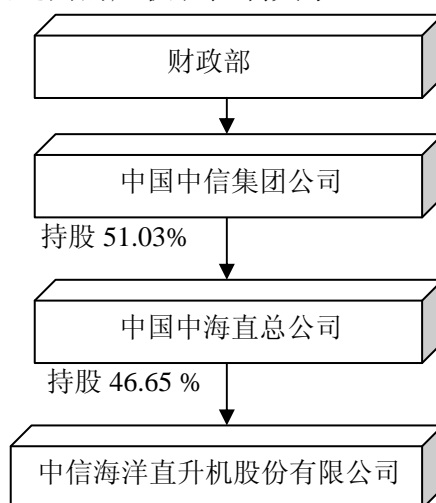 财政部
中国中信集团公司
持股 51.03%
中国中海直总公司
持股 46.65 %
中信海洋直升机股份有限公司